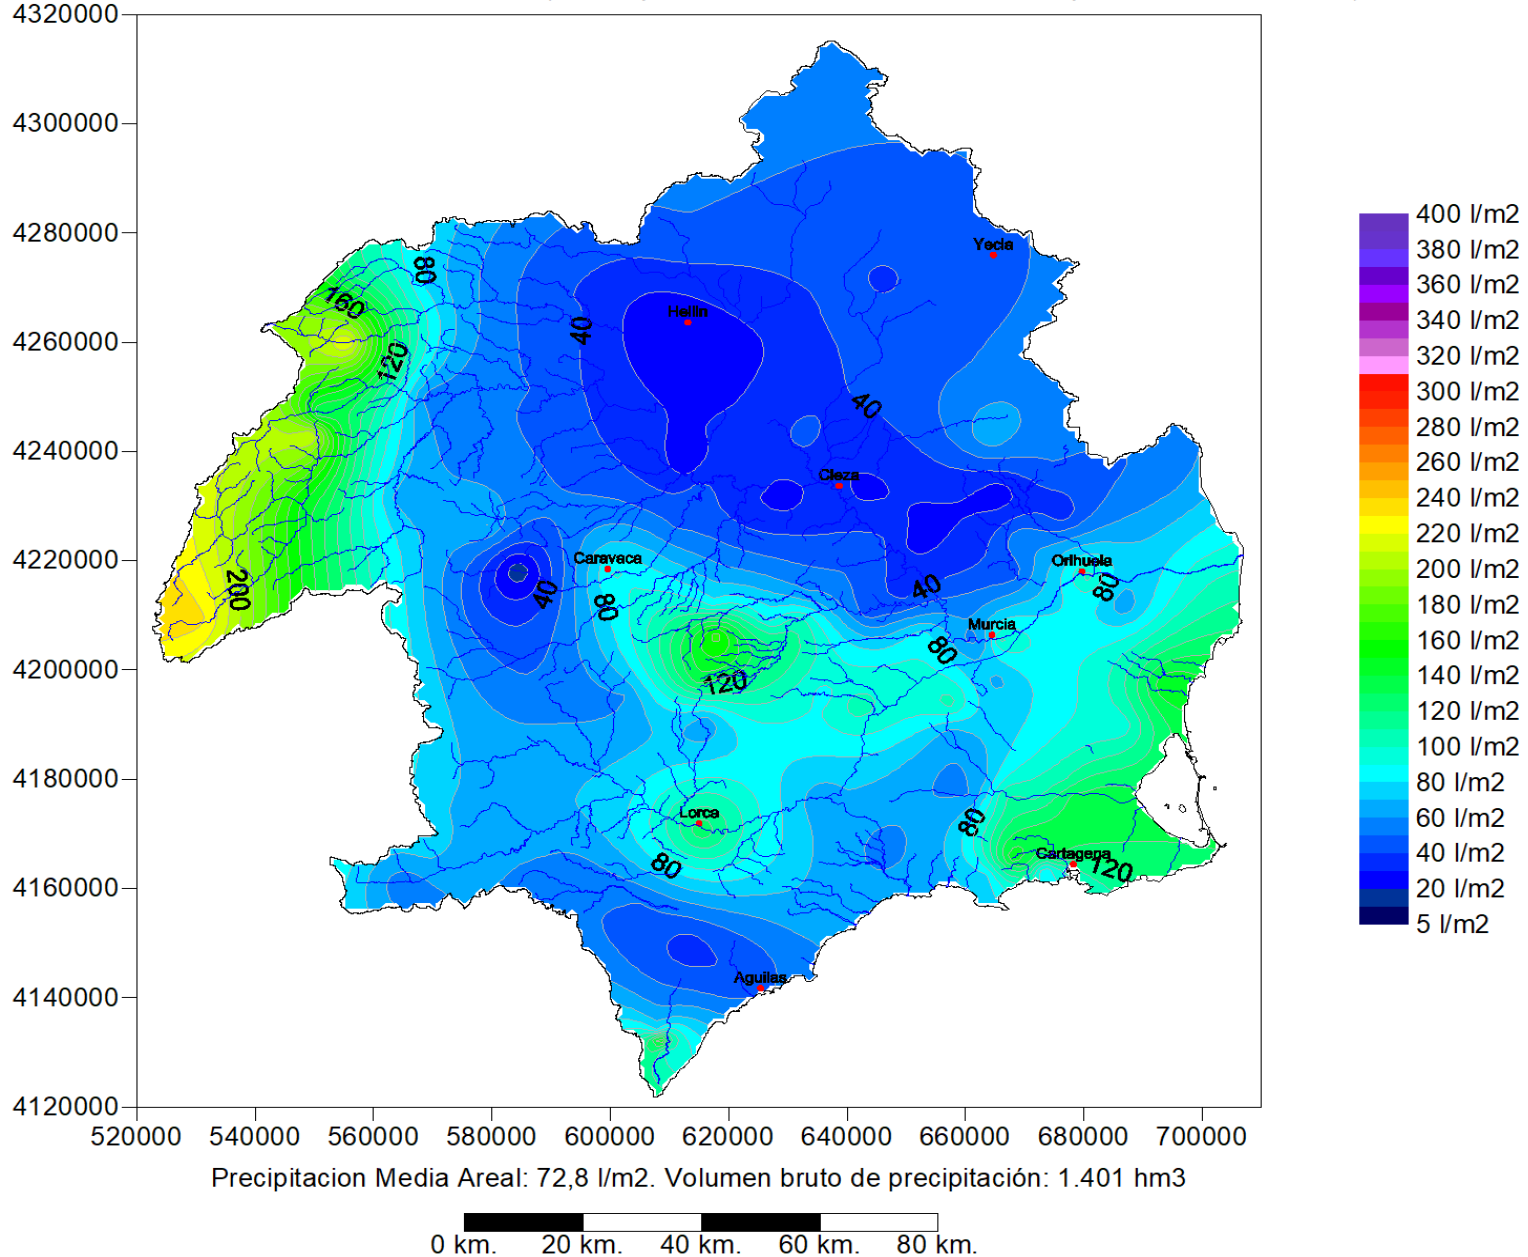 4320000
4300000
4280000
4260000
4240000
4220000
4200000
4180000
4160000
4140000
4120000
520000 540000 560000 580000 600000 620000 640000 660000 680000 700000
Yecla
Hellin
Cieza
Caravaca
Orihuela
Murcia
Lorca
Cartagena
Aguilas
80
160
120
40
40
200
40
80
40
80
80
120
80
80
120
400 l/m2
380 l/m2
360 l/m2
340 l/m2
320 l/m2
300 l/m2
280 l/m2
260 l/m2
240 l/m2
220 l/m2
200 l/m2
180 l/m2
160 l/m2
140 l/m2
120 l/m2
100 l/m2
80 l/m2
60 l/m2
40 l/m2
20 l/m2
5 l/m2
Precipitacion Media Areal: 72,8 l/m2. Volumen bruto de precipitación: 1.401 hm3
0 km. 20 km. 40 km. 60 km. 80 km.